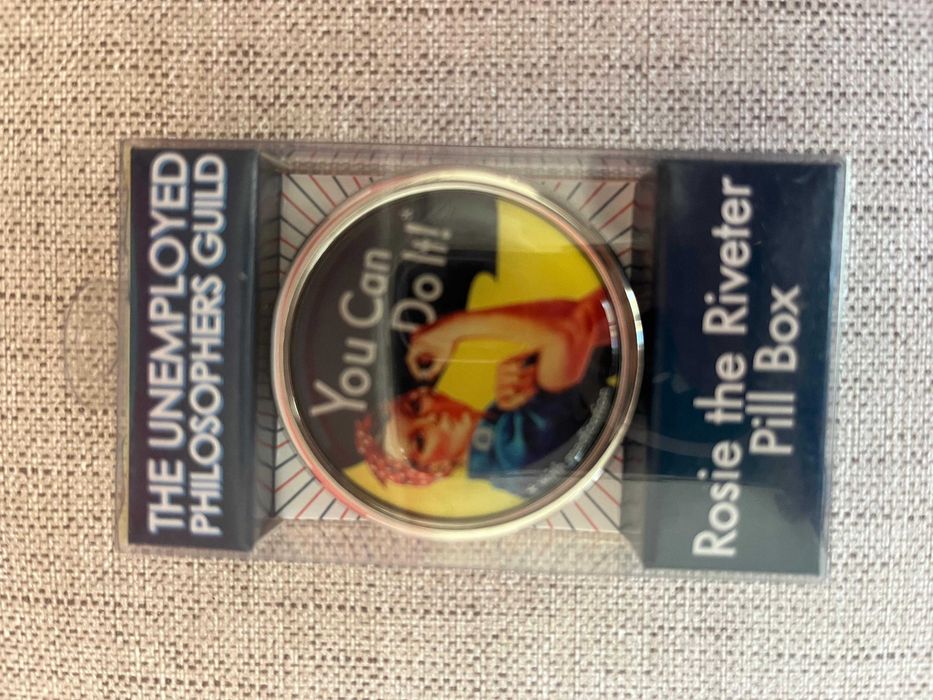 THE UNEMPLOYED
PHILOSOPHERS GUILD
You Can
Do It!
Rosie the Riveter
Pill Box